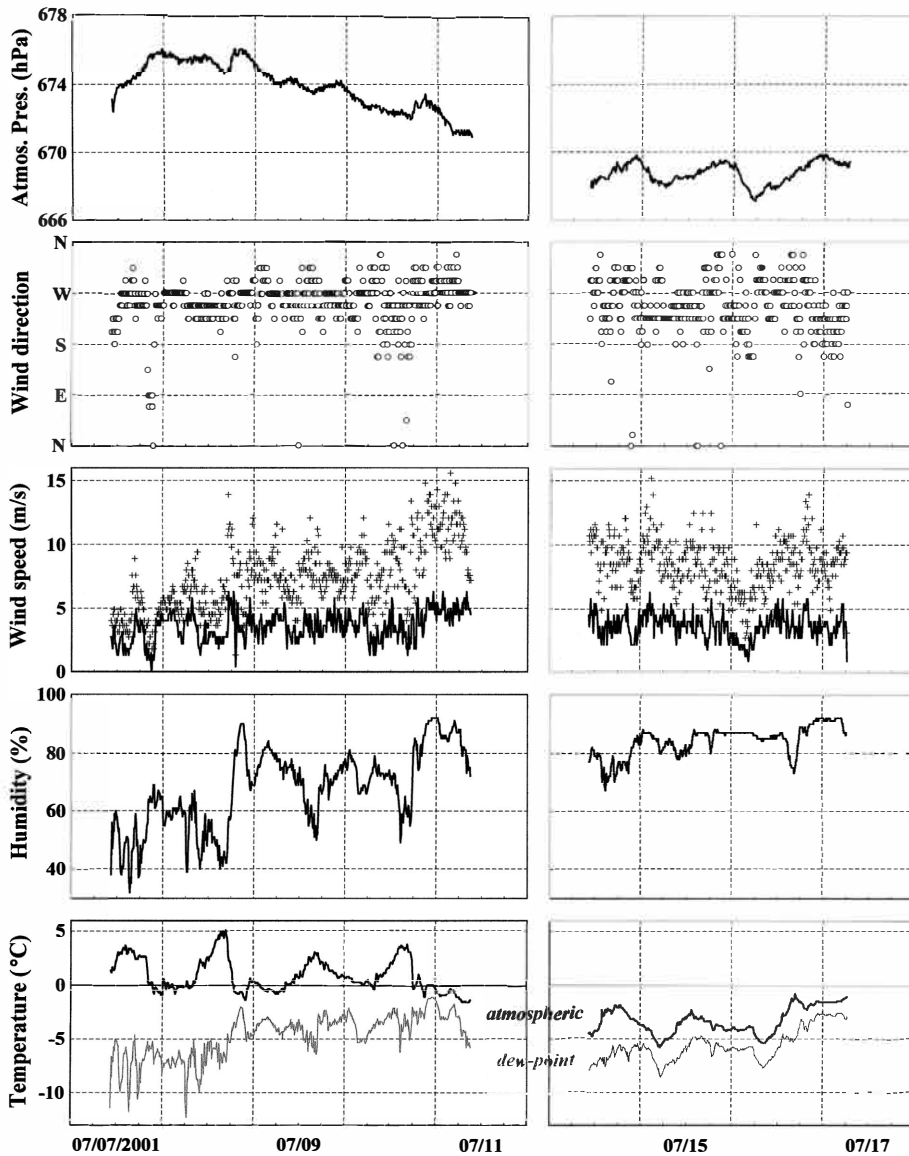 Atmos. Pres. (hPa)
678
674
670
666
Wind direction
N
W
S
E
N
Wind speed (m/s)
15
10
5
0
Humidity (%)
100
80
60
40
Temperature (°C)
5
0
-5
-10
atmospheric
dew-point
07/07/2001
07/09
07/11
07/15
07/17